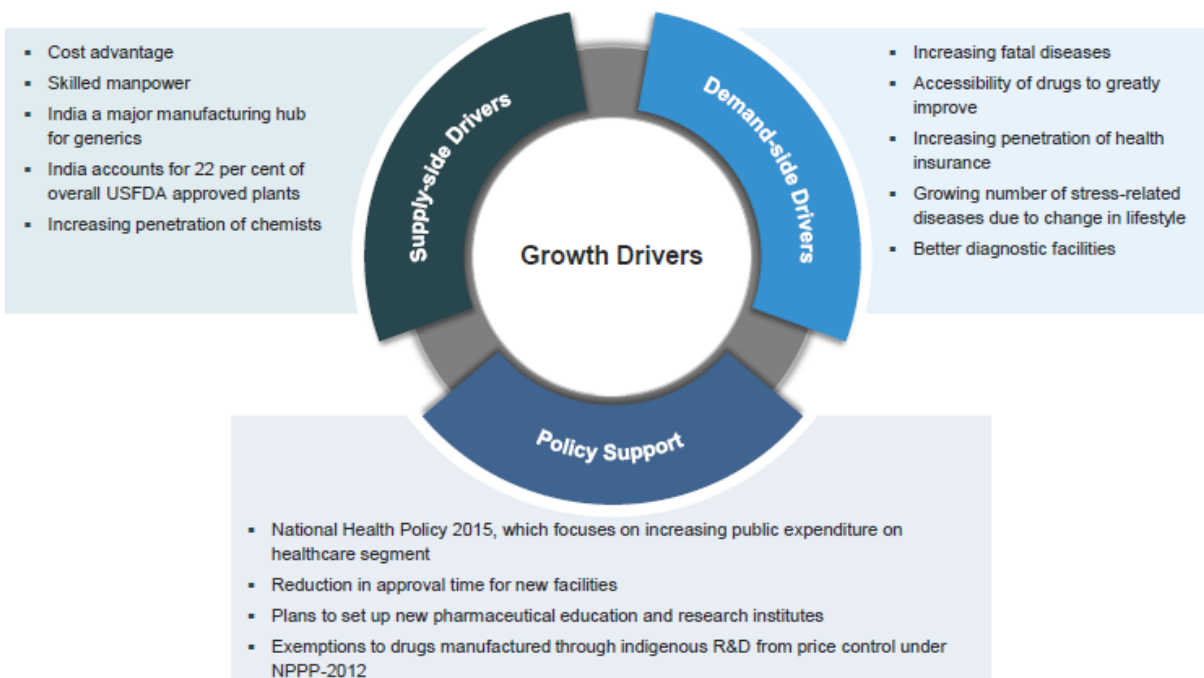 ▪ Cost advantage
▪ Skilled manpower
▪ India a major manufacturing hub
for generics
▪ India accounts for 22 per cent of
overall USFDA approved plants
▪ Increasing penetration of chemists
Supply-side Drivers
Growth Drivers
Demand-side Drivers
▪ Increasing fatal diseases
▪ Accessibility of drugs to greatly
improve
▪ Increasing penetration of health
insurance
▪ Growing number of stress-related
diseases due to change in lifestyle
▪ Better diagnostic facilities
Policy Support
▪ National Health Policy 2015, which focuses on increasing public expenditure on
healthcare segment
▪ Reduction in approval time for new facilities
▪ Plans to set up new pharmaceutical education and research institutes
▪ Exemptions to drugs manufactured through indigenous R&D from price control under
NPPP-2012